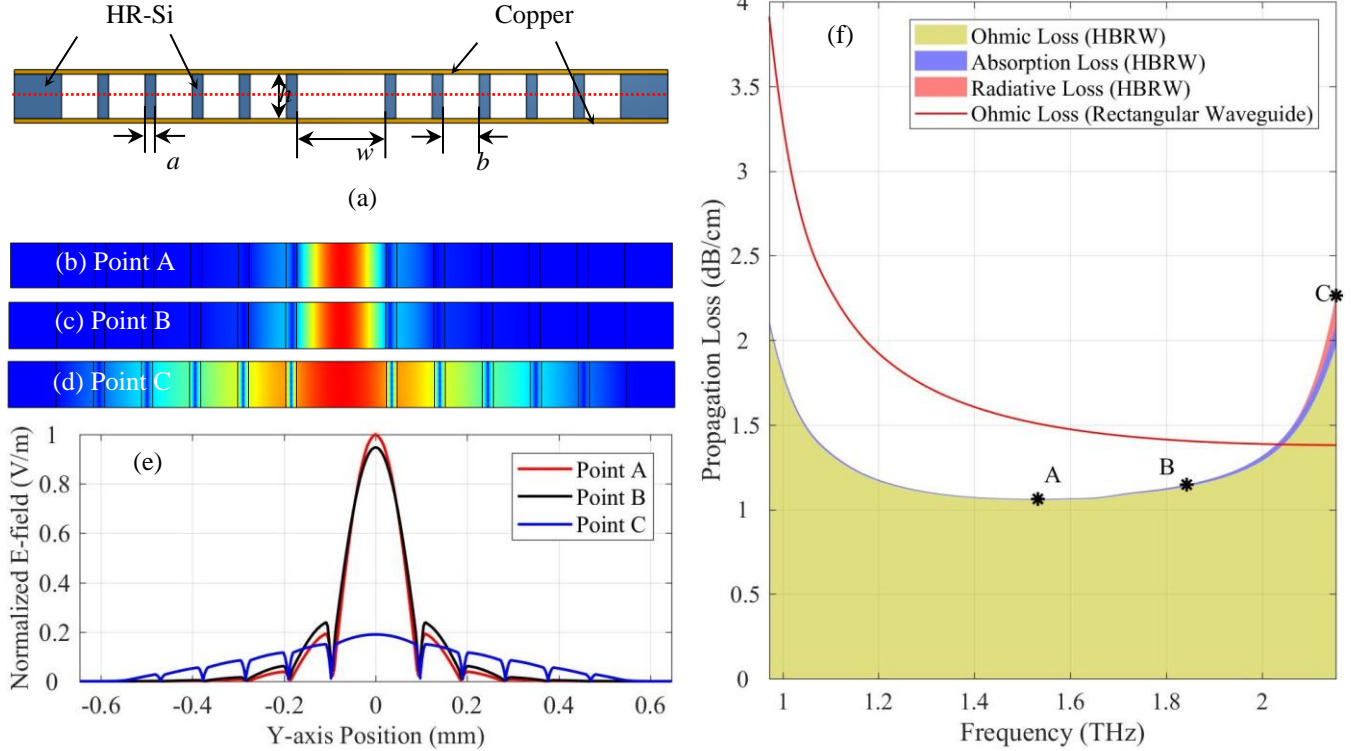 HR-Si
Copper
h
a
w
b
(a)
(b) Point A
(c) Point B
(d) Point C
(e)
Normalized E-field (V/m)
1
0.8
0.6
0.4
0.2
0
Point A
Point B
Point C
-0.6
-0.4
-0.2
0
0.2
0.4
0.6
Y-axis Position (mm)
(f)
Ohmic Loss (HBRW)
Absorption Loss (HBRW)
Radiative Loss (HBRW)
Ohmic Loss (Rectangular Waveguide)
Propagation Loss (dB/cm)
4
3.5
3
2.5
2
1.5
1
0.5
0
A
B
C
1
1.2
1.4
1.6
1.8
2
Frequency (THz)